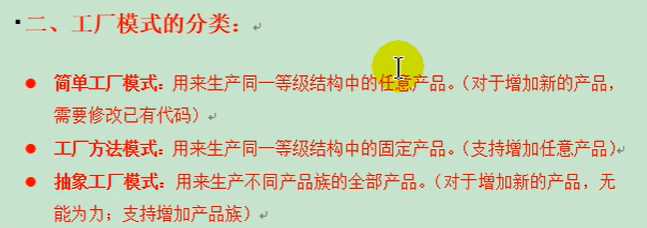 二、工厂模式的分类：
简单工厂模式：用来生产同一等级结构中的任意产品。（对于增加新的产品，
需要修改已有代码）
工厂方法模式：用来生产同一等级结构中的固定产品。（支持增加任意产品）
抽象工厂模式：用来生产不同产品族的全部产品。（对于增加新的产品，无
能为力；支持增加产品族）